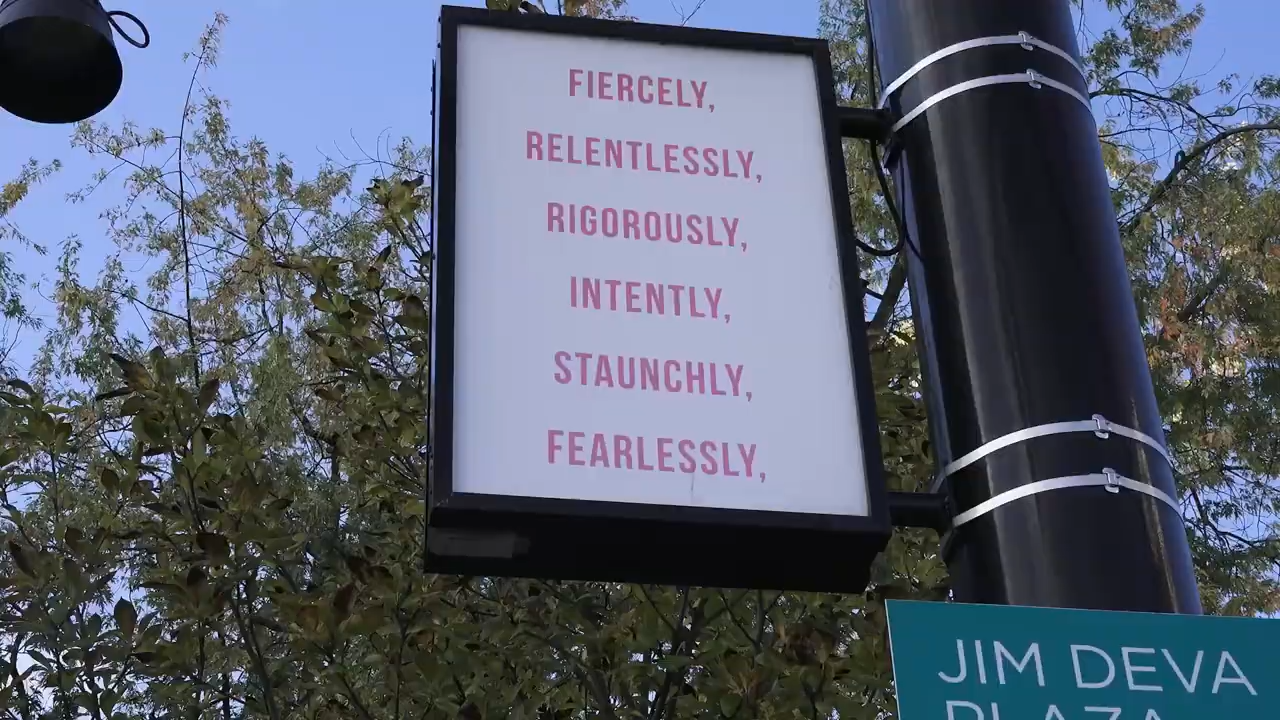 FIERCELY,
RELENTLESSLY,
RIGOROUSLY,
INTENTLY,
STAUNCHLY,
FEARLESSLY,
JIM DEVA
PLAZA